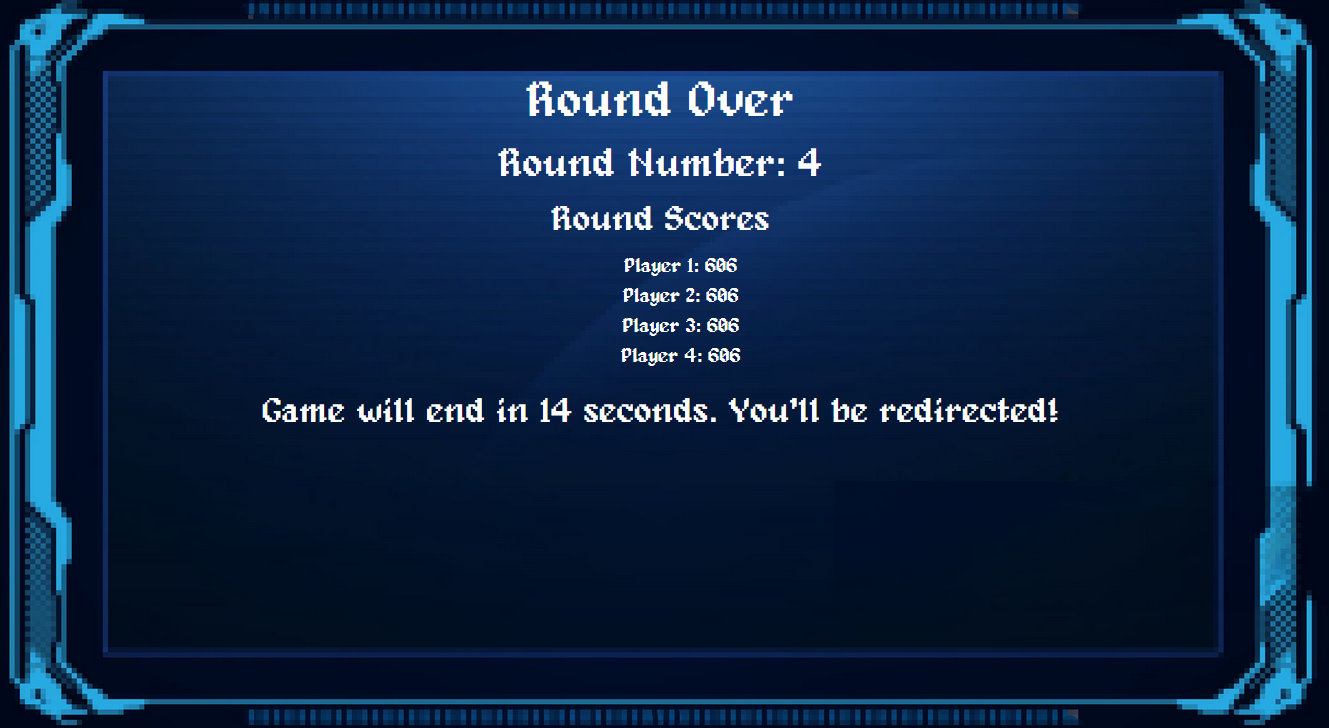 Round Over
Round Number: 4
Round Scores
Player 1: 606
Player 2: 606
Player 3: 606
Player 4: 606
Game will end in 14 seconds. You'll be redirected!